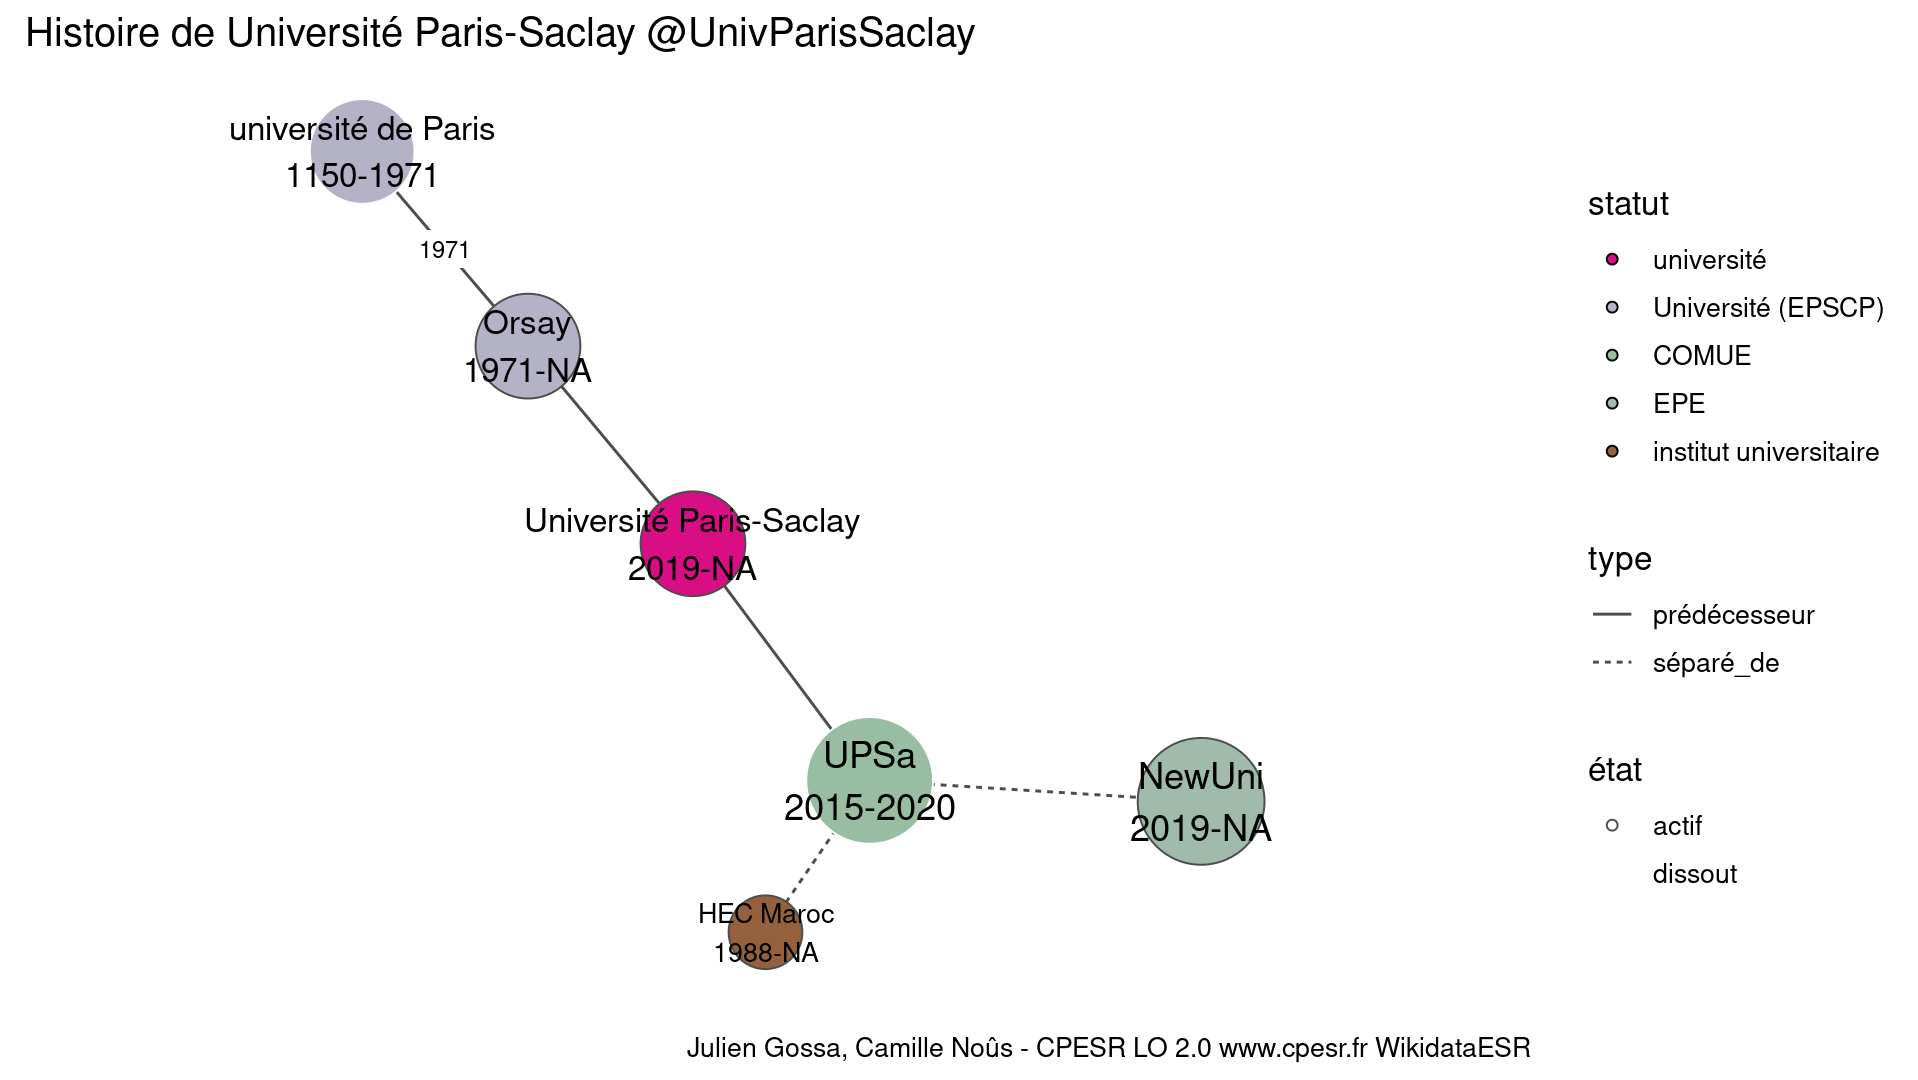 Histoire de Université Paris-Saclay @UnivParisSaclay
université de Paris
1150-1971
1971
Orsay
1971-NA
Université Paris-Saclay
2019-NA
UPSa
2015-2020
NewUni
2019-NA
HEC Maroc
1988-NA
statut
université
Université (EPSCP)
COMUE
EPE
institut universitaire
type
prédécesseur
séparé_de
état
actif
dissout
Julien Gossa, Camille Noûs - CPESR LO 2.0 www.cpesr.fr WikidataESR